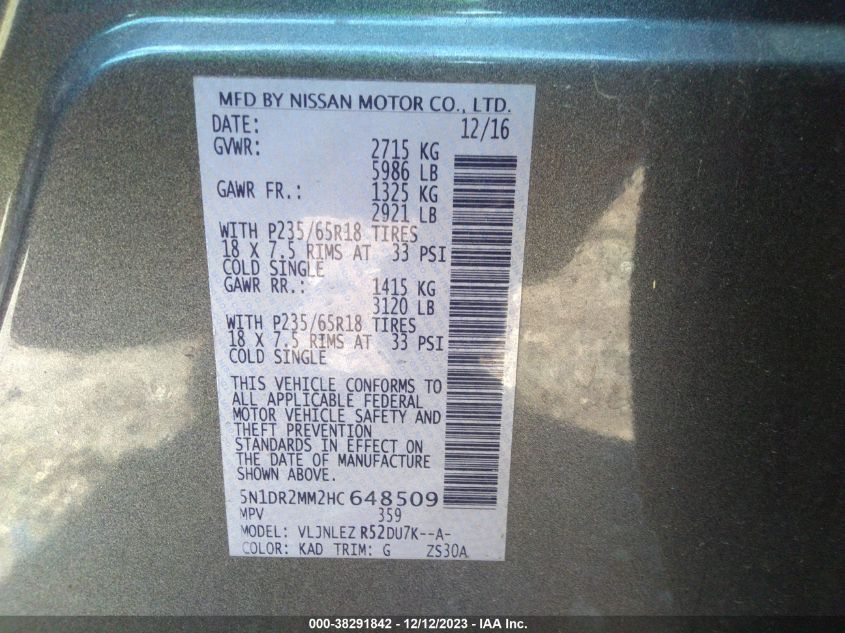 MFD BY NISSAN MOTOR CO., LTD.
DATE: 12/16
GVWR: 2715 KG
5986 LB
GAWR FR.: 1325 KG
2921 LB
WITH P235/65R18 TIRES
18 X 7.5 RIMS AT 33 PSI
COLD SINGLE
GAWR RR.: 1415 KG
3120 LB
WITH P235/65R18 TIRES
18 X 7.5 RIMS AT 33 PSI
COLD SINGLE
THIS VEHICLE CONFORMS TO
ALL APPLICABLE FEDERAL
MOTOR VEHICLE SAFETY AND
THEFT PREVENTION
STANDARDS IN EFFECT ON
THE DATE OF MANUFACTURE
SHOWN ABOVE.
5N1DR2MM2HC648509
MPV 359
MODEL: VLJNLEZ R52DU7K--A-
COLOR: KAD TRIM: G ZS30A
000-38291842 - 12/12/2023 - IAA Inc.